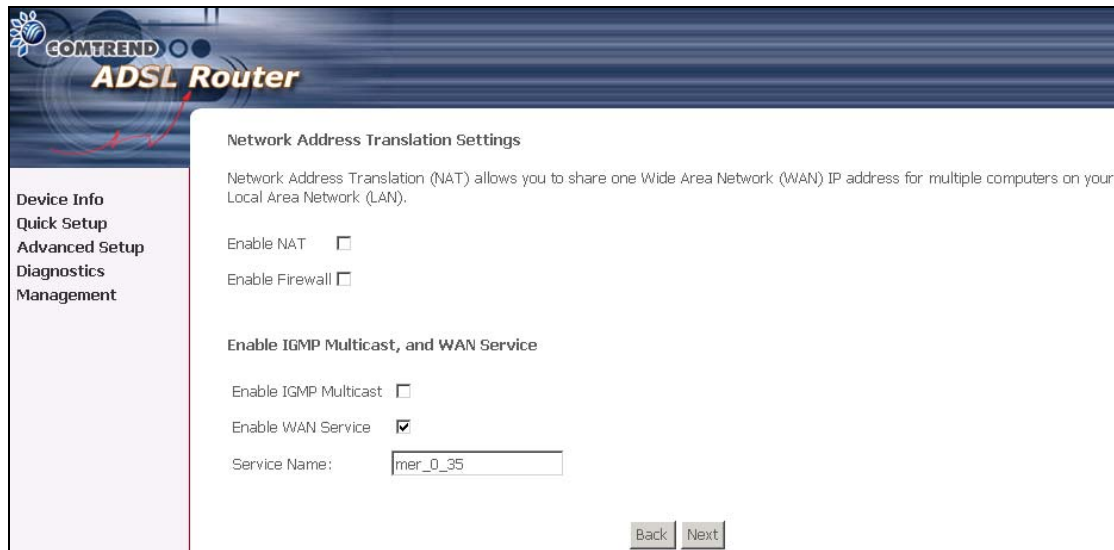 COMTREND
ADSL Router
Device Info
Quick Setup
Advanced Setup
Diagnostics
Management
Network Address Translation Settings
Network Address Translation (NAT) allows you to share one Wide Area Network (WAN) IP address for multiple computers on your
Local Area Network (LAN).
Enable NAT
Enable Firewall
Enable IGMP Multicast, and WAN Service
Enable IGMP Multicast
Enable WAN Service
Service Name: mer_0_35
Back Next